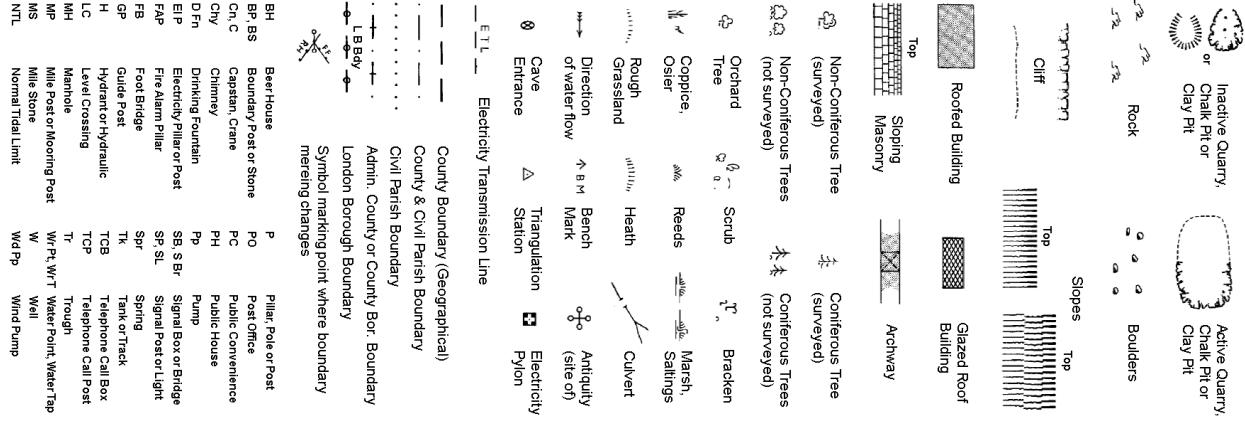 Inactive Quarry,
Chalk Pit or
Clay Pit
or
Active Quarry,
Chalk Pit or
Clay Pit
Rock
Boulders
Cliff
Top
Slopes
Top
Roofed Building
Glazed Roof
Building
Top
Sloping
Masonry
Archway
Non-Coniferous Tree
(surveyed)
Coniferous Tree
(surveyed)
Non-Coniferous Trees
(not surveyed)
Coniferous Trees
(not surveyed)
Orchard
Tree
Scrub
Bracken
Coppice,
Osier
Reeds
Marsh,
Saltings
Rough
Grassland
Heath
Culvert
Direction
of water flow
B M
Bench
Mark
Antiquity
(site of)
Cave
Entrance
Triangulation
Station
Electricity
Pylon
E T L
Electricity Transmission Line
County Boundary (Geographical)
County & Civil Parish Boundary
Civil Parish Boundary
Admin. County or County Bor. Boundary
L B Bdy
London Borough Boundary
Symbol marking point where boundary
mereing changes
BH Beer House P Pillar, Pole or Post
BP, BS Boundary Post or Stone PO Post Office
Cn, C Capstan, Crane PC Public Convenience
Chy Chimney PH Public House
D Fn Drinking Fountain Pp Pump
El P Electricity Pillar or Post SB, S Br Signal Box or Bridge
FAP Fire Alarm Pillar SP, SL Signal Post or Light
FB Foot Bridge Spr Spring
GP Guide Post Tk Tank or Track
H Hydrant or Hydraulic TCB Telephone Call Box
LC Level Crossing TCP Telephone Call Post
MH Manhole Tr Trough
MP Mile Post or Mooring Post Wr Pt, Wr T Water Point, Water Tap
MS Mile Stone W Well
NTL Normal Tidal Limit Wd Pp Wind Pump